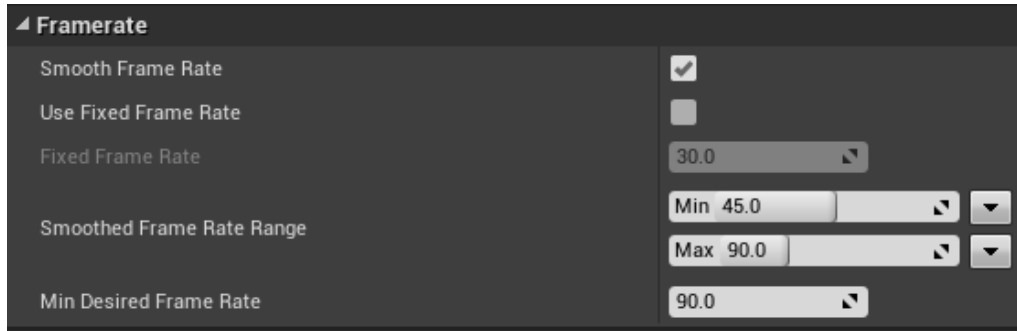 Framerate
Smooth Frame Rate
Use Fixed Frame Rate
Fixed Frame Rate 30.0
Smoothed Frame Rate Range
Min 45.0
Max 90.0
Min Desired Frame Rate 90.0